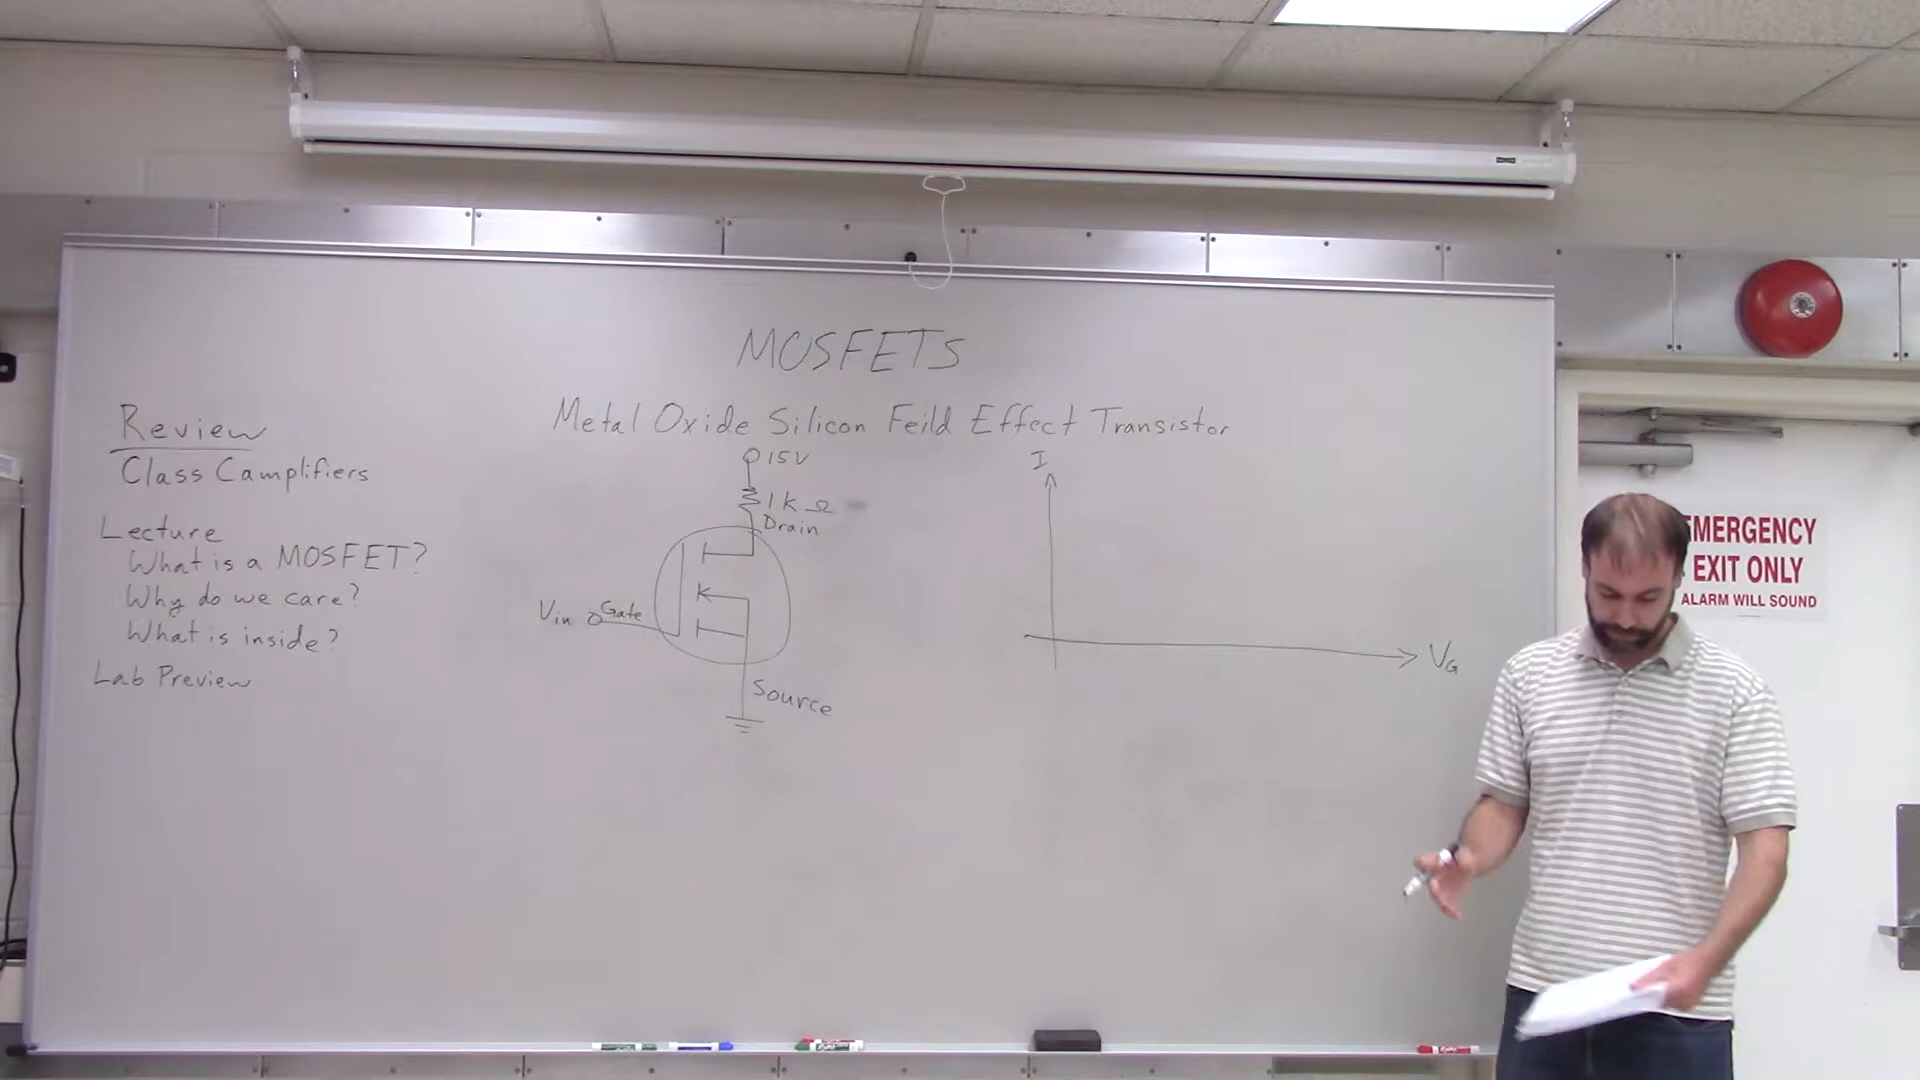 MOSFETS
Metal Oxide Silicon Feild Effect Transistor
Review
Class C amplifiers
Lecture
What is a MOSFET?
Why do we care?
What is inside?
Lab Preview
15V
1k Ω
Drain
Vin
Gate
Source
I
VG
EMERGENCY
EXIT ONLY
ALARM WILL SOUND